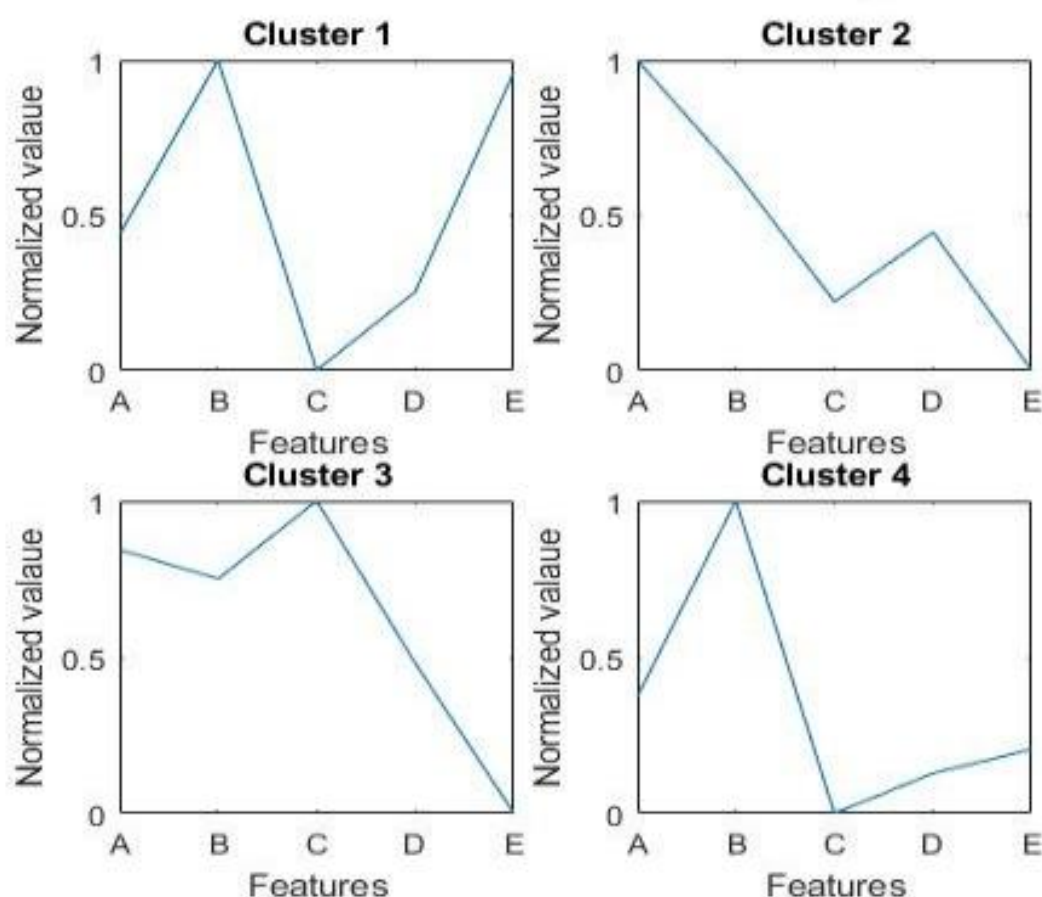 Cluster 1
Normalized valaue
1
0.5
0
A B C D E
Features
Cluster 2
Normalized valaue
1
0.5
0
A B C D E
Features
Cluster 3
Normalized valaue
1
0.5
0
A B C D E
Features
Cluster 4
Normalized valaue
1
0.5
0
A B C D E
Features